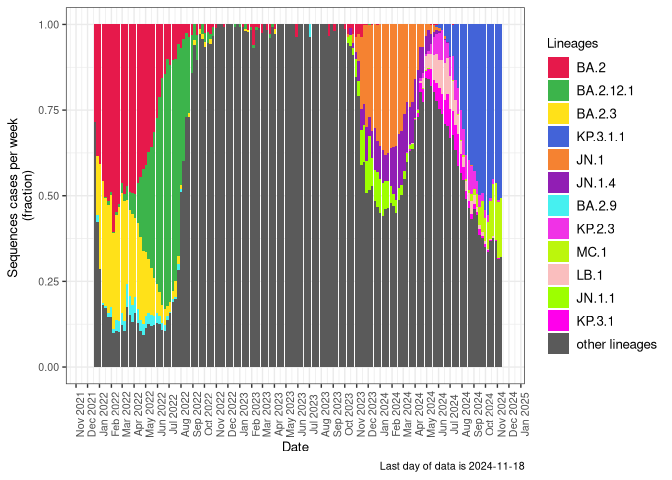 Sequences cases per week
(fraction)
1.00
0.75
0.50
0.25
0.00
Nov 2021
Dec 2021
Jan 2022
Feb 2022
Mar 2022
Apr 2022
May 2022
Jun 2022
Jul 2022
Aug 2022
Sep 2022
Oct 2022
Nov 2022
Dec 2022
Jan 2023
Feb 2023
Mar 2023
Apr 2023
May 2023
Jun 2023
Jul 2023
Aug 2023
Sep 2023
Oct 2023
Nov 2023
Dec 2023
Jan 2024
Feb 2024
Mar 2024
Apr 2024
May 2024
Jun 2024
Jul 2024
Aug 2024
Sep 2024
Oct 2024
Nov 2024
Jan 2025
Date
Lineages
BA.2
BA.2.12.1
BA.2.3
KP.3.1.1
JN.1
JN.1.4
BA.2.9
KP.2.3
MC.1
LB.1
JN.1.1
KP.3.1
other lineages
Last day of data is 2024-11-18